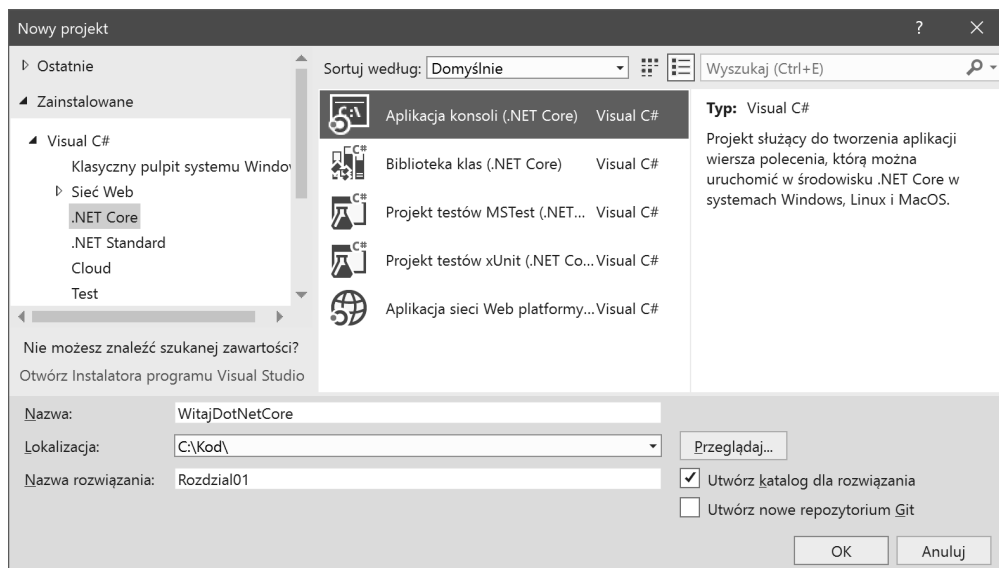 Nowy projekt
Ostatnie
Zainstalowane
Visual C#
Klasyczny pulpit systemu Window
Sieć Web
.NET Core
.NET Standard
Cloud
Test
Nie możesz znaleźć szukanej zawartości?
Otwórz Instalatora programu Visual Studio
Sortuj według: Domyślnie
Aplikacja konsoli (.NET Core) Visual C#
Biblioteka klas (.NET Core) Visual C#
Projekt testów MSTest (.NET... Visual C#
Projekt testów xUnit (.NET Co... Visual C#
Aplikacja sieci Web platformy... Visual C#
Wyszukaj (Ctrl+E)
Typ: Visual C#
Projekt służący do tworzenia aplikacji
wiersza polecenia, którą można
uruchomić w środowisku .NET Core w
systemach Windows, Linux i MacOS.
Nazwa: WitajDotNetCore
Lokalizacja: C:\Kod\ Przeglądaj...
Nazwa rozwiązania: Rozdzial01
Utwórz katalog dla rozwiązania
Utwórz nowe repozytorium Git
OK Anuluj